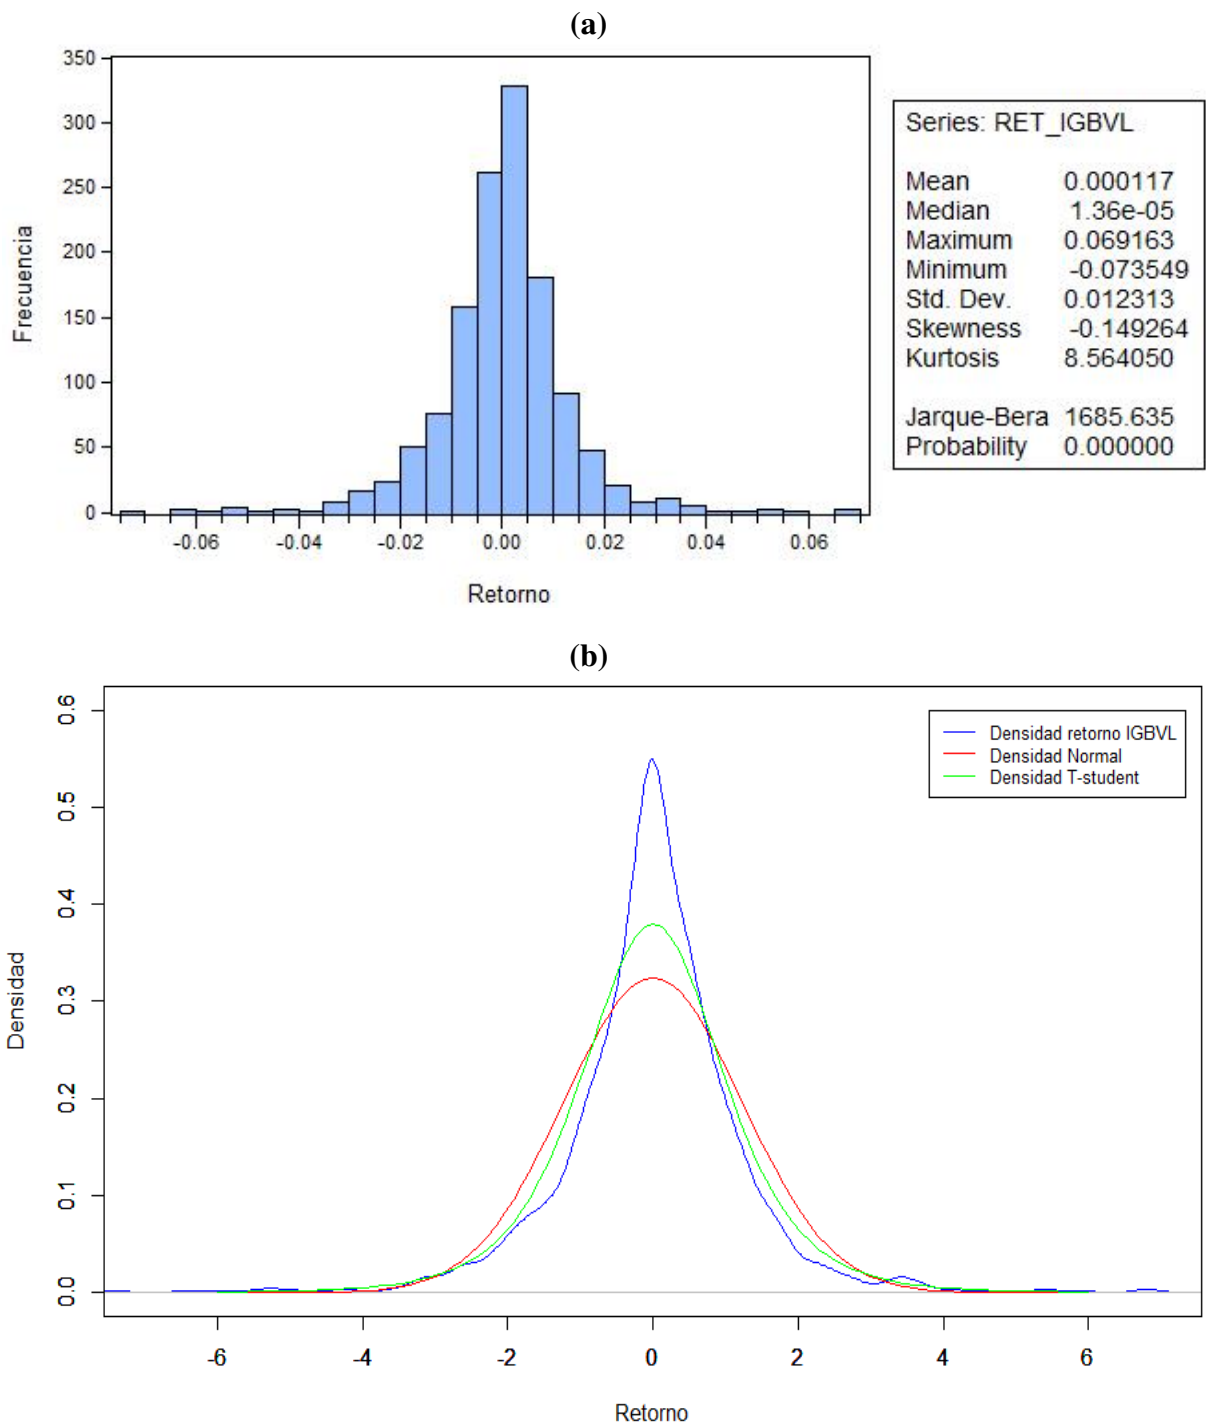 (a)
350
300
250
200
150
100
50
0
Frecuencia
-0.06 -0.04 -0.02 0.00 0.02 0.04 0.06
Retorno
Series: RET_IGBVL
Mean 0.000117
Median 1.36e-05
Maximum 0.069163
Minimum -0.073549
Std. Dev. 0.012313
Skewness -0.149264
Kurtosis 8.564050
Jarque-Bera 1685.635
Probability 0.000000
(b)
0.6
0.5
0.4
0.3
0.2
0.1
0.0
Densidad
Densidad retorno IGBVL
Densidad Normal
Densidad T-student
-6 -4 -2 0 2 4 6
Retorno